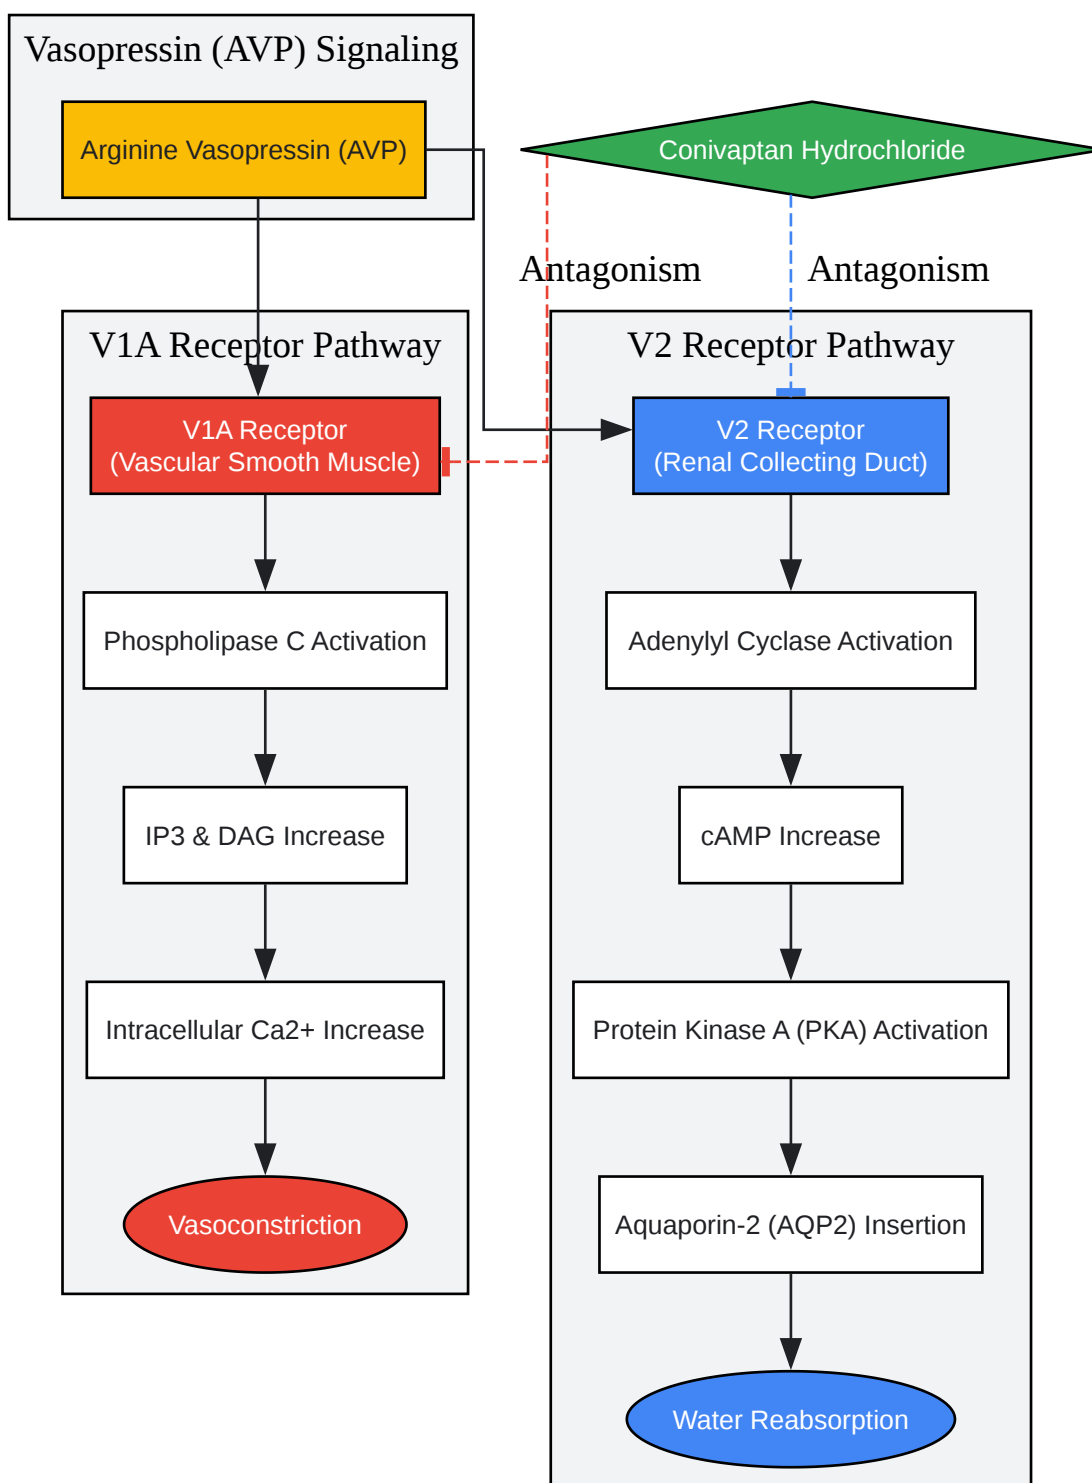 Vasopressin (AVP) Signaling
Arginine Vasopressin (AVP)
Conivaptan Hydrochloride
Antagonism
Antagonism
V1A Receptor Pathway
V1A Receptor
(Vascular Smooth Muscle)
Phospholipase C Activation
IP3 & DAG Increase
Intracellular Ca2+ Increase
Vasoconstriction
V2 Receptor Pathway
V2 Receptor
(Renal Collecting Duct)
Adenylyl Cyclase Activation
cAMP Increase
Protein Kinase A (PKA) Activation
Aquaporin-2 (AQP2) Insertion
Water Reabsorption